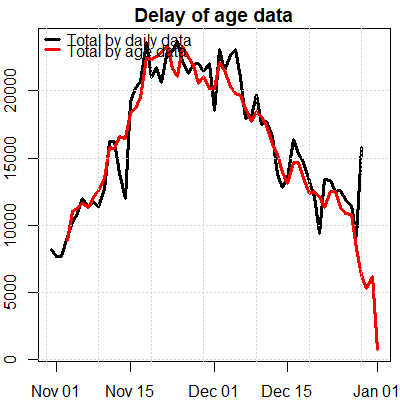 Delay of age data
Total by daily data
Total by age data
20000
15000
10000
5000
0
Nov 01
Nov 15
Dec 01
Dec 15
Jan 01